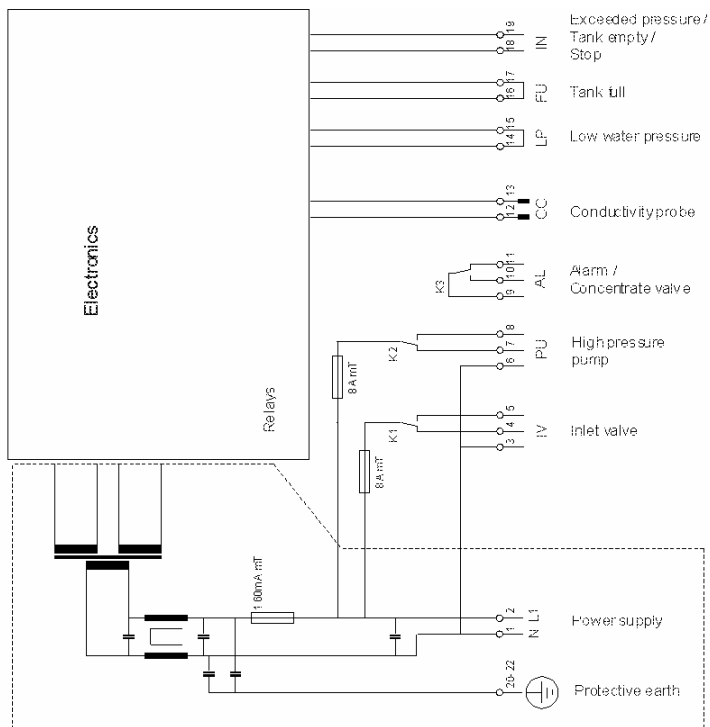 Exceeded pressure /
Tank empty /
Stop
19
18
IN
17
16
FU
Tank full
15
14
LP
Low water pressure
13
12
CC
Conductivity probe
11
10
9
AL
Alarm /
Concentrate valve
K3
8
7
6
PU
High pressure
pump
K2
8A mT
5
4
3
IV
Inlet valve
K1
8A mT
Electronics
Relays
160mA mT
2
L1
1
N
Power supply
20-22
Protective earth